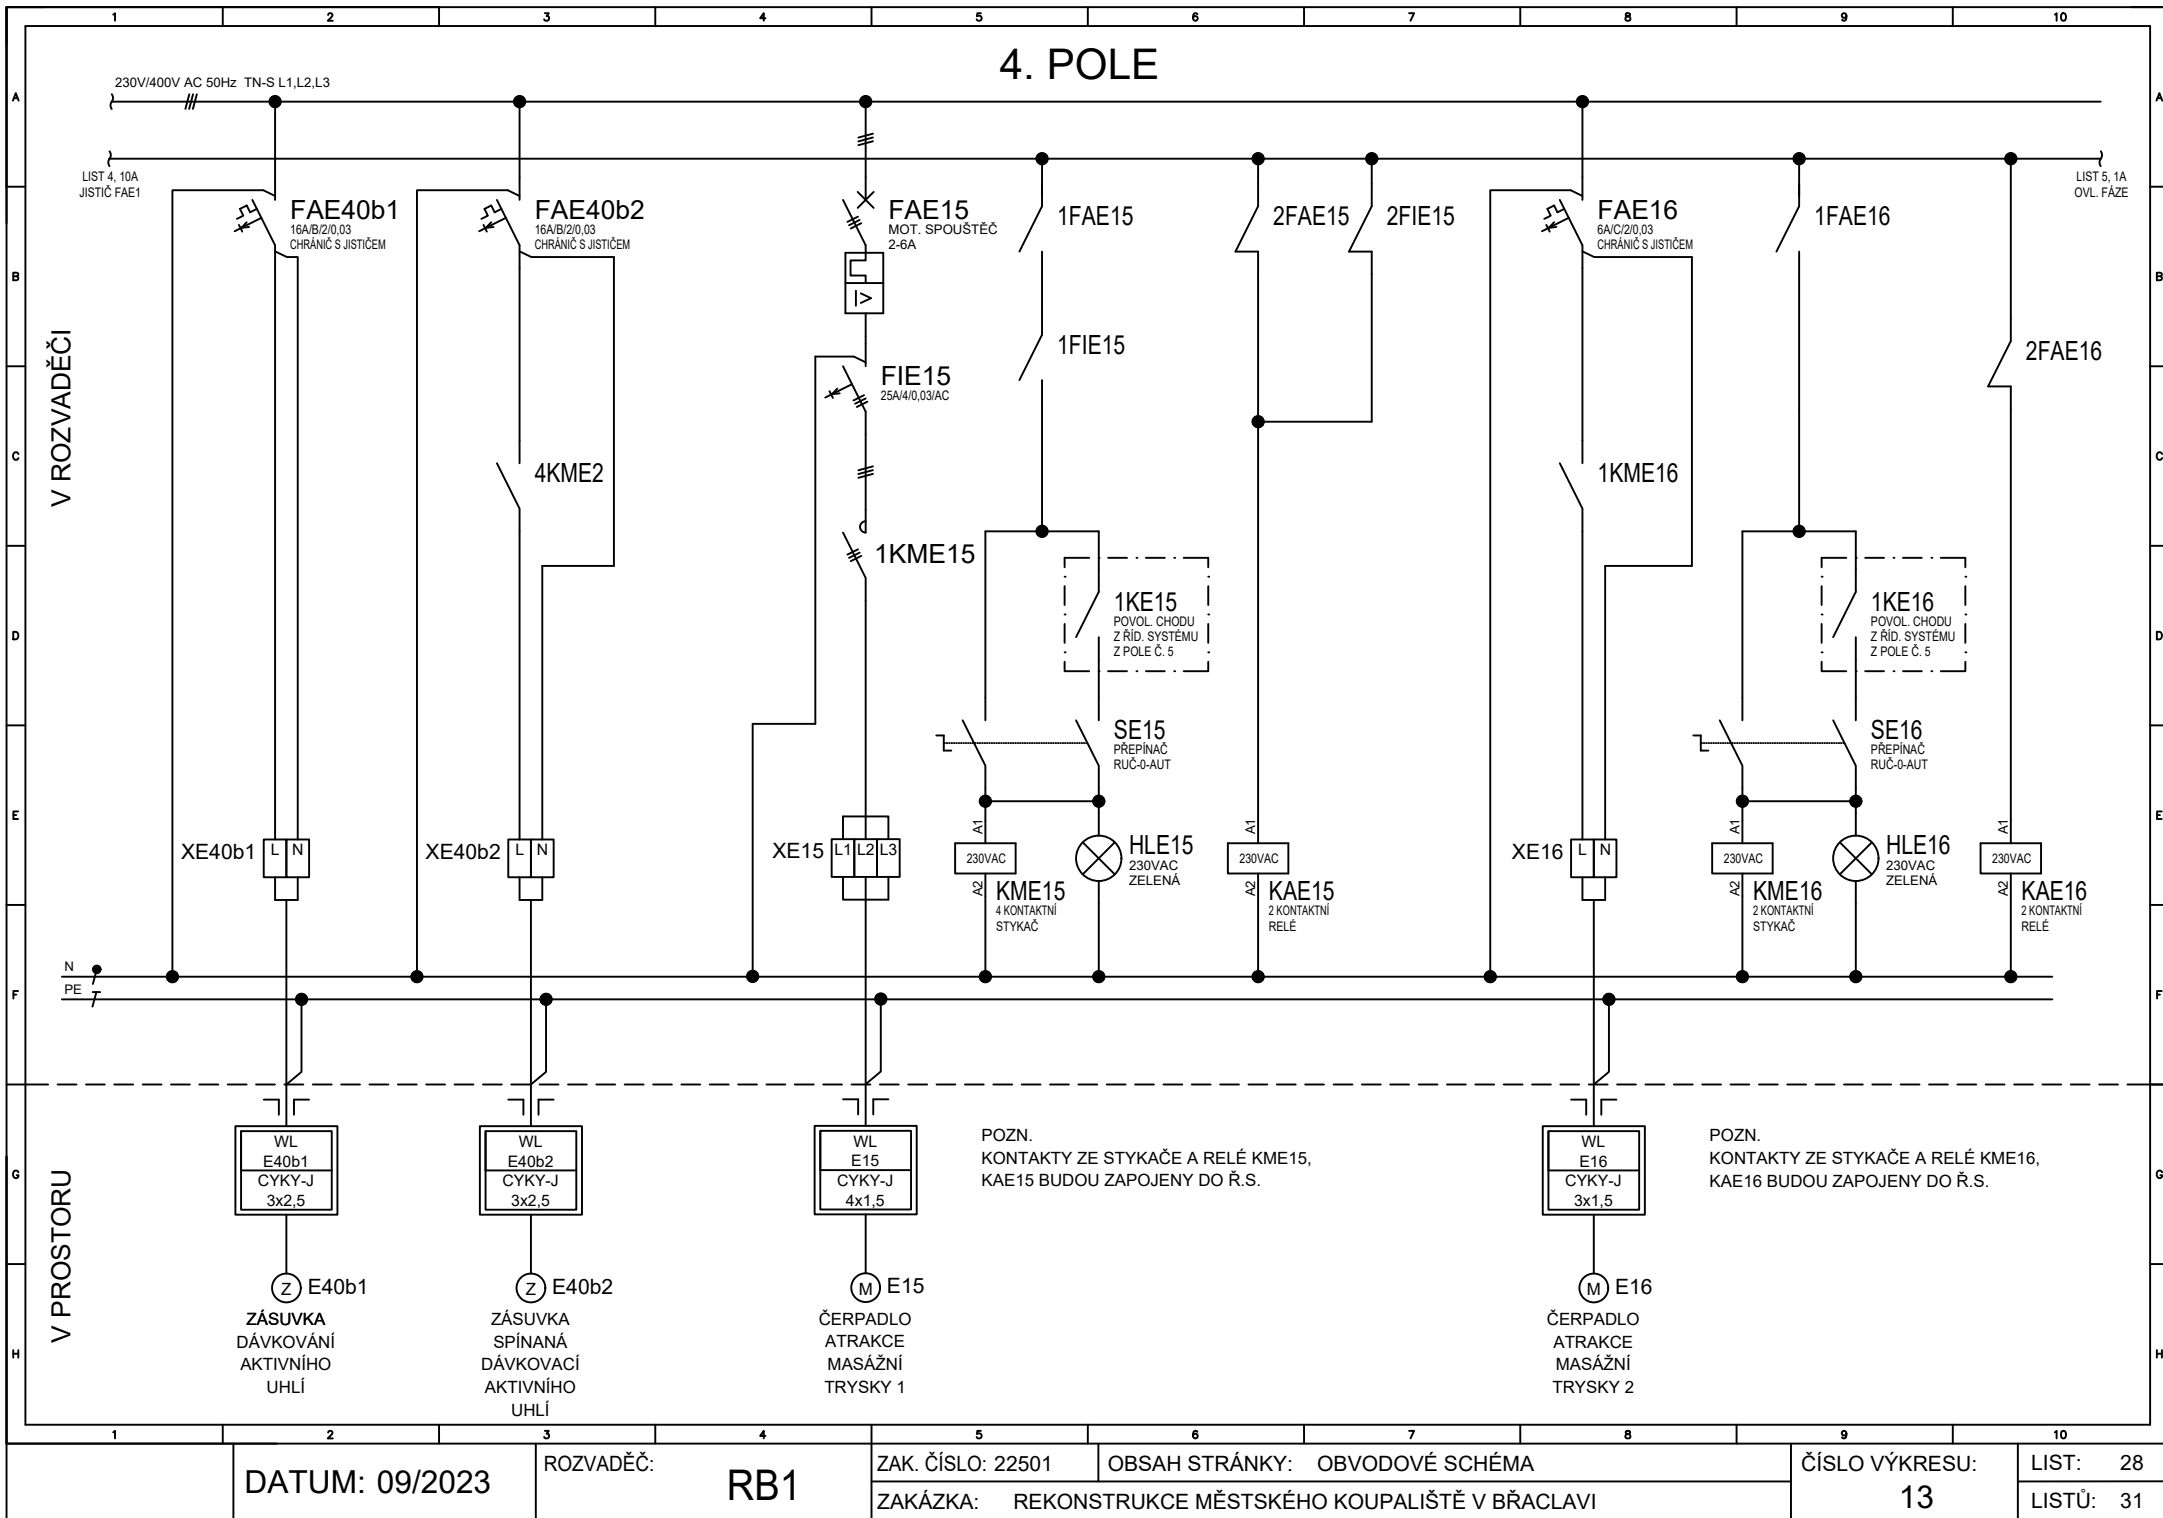 1 2 3 4 5 6 7 8 9 10
4. POLE
230V/400V AC 50Hz TN-S L1,L2,L3
A A
LIST 4, 10A
JISTIČ FAE1
LIST 5, 1A
OVL. FÁZE
FAE40b1
16A/B/2/0,03
CHRÁNIČ S JISTIČEM
FAE40b2
16A/B/2/0,03
CHRÁNIČ S JISTIČEM
FAE15
MOT. SPOUŠTĚČ
2-6A
1FAE15
2FAE15
2FIE15
FAE16
6A/C/2/0,03
CHRÁNIČ S JISTIČEM
1FAE16
B B
I>
V ROZVADĚČI
1FIE15
2FAE16
FIE15
25A/4/0,03/AC
C C
4KME2
1KME16
1KME15
1KE15
POVOL. CHODU
Z ŘÍD. SYSTÉMU
Z POLE Č. 5
1KE16
POVOL. CHODU
Z ŘÍD. SYSTÉMU
Z POLE Č. 5
D D
SE15
PŘEPÍNAČ
RUČ-0-AUT
SE16
PŘEPÍNAČ
RUČ-0-AUT
E E
XE40b1 L N
XE40b2 L N
XE15 L1 L2 L3
A1
230VAC
A2
KME15
4 KONTAKTNÍ
STYKAČ
HLE15
230VAC
ZELENÁ
A1
230VAC
A2
KAE15
2 KONTAKTNÍ
RELÉ
XE16 L N
A1
230VAC
A2
KME16
2 KONTAKTNÍ
STYKAČ
HLE16
230VAC
ZELENÁ
A1
230VAC
A2
KAE16
2 KONTAKTNÍ
RELÉ
N
PE
F F
WL
E40b1
CYKY-J
3x2,5
WL
E40b2
CYKY-J
3x2,5
WL
E15
CYKY-J
4x1,5
POZN.
KONTAKTY ZE STYKAČE A RELÉ KME15,
KAE15 BUDOU ZAPOJENY DO Ř.S.
WL
E16
CYKY-J
3x1,5
POZN.
KONTAKTY ZE STYKAČE A RELÉ KME16,
KAE16 BUDOU ZAPOJENY DO Ř.S.
G G
V PROSTORU
Z E40b1
ZÁSUVKA
DÁVKOVÁNÍ
AKTIVNÍHO
UHLÍ
Z E40b2
ZÁSUVKA
SPÍNANÁ
DÁVKOVACÍ
AKTIVNÍHO
UHLÍ
M E15
ČERPADLO
ATRAKCE
MASÁŽNÍ
TRYSKY 1
M E16
ČERPADLO
ATRAKCE
MASÁŽNÍ
TRYSKY 2
H H
1 2 3 4 5 6 7 8 9 10
DATUM: 09/2023
ROZVADĚČ:
RB1
ZAK. ČÍSLO: 22501
OBSAH STRÁNKY: OBVODOVÉ SCHÉMA
ZAKÁZKA: REKONSTRUKCE MĚSTSKÉHO KOUPALIŠTĚ V BŘACLAVI
ČÍSLO VÝKRESU:
13
LIST: 28
LISTŮ: 31